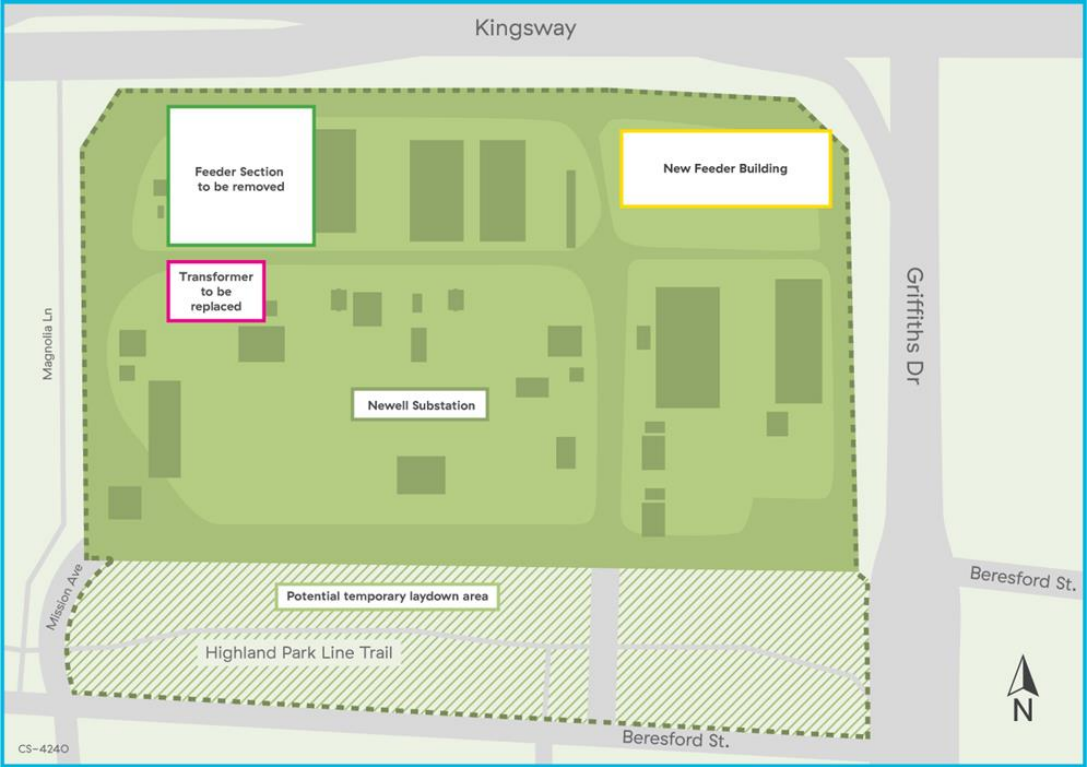 Kingsway
Feeder Section
to be removed
New Feeder Building
Transformer
to be
replaced
Magnolia Ln
Griffiths Dr
Newell Substation
Mission Ave
Potential temporary laydown area
Beresford St.
Highland Park Line Trail
N
Beresford St.
CS-4240